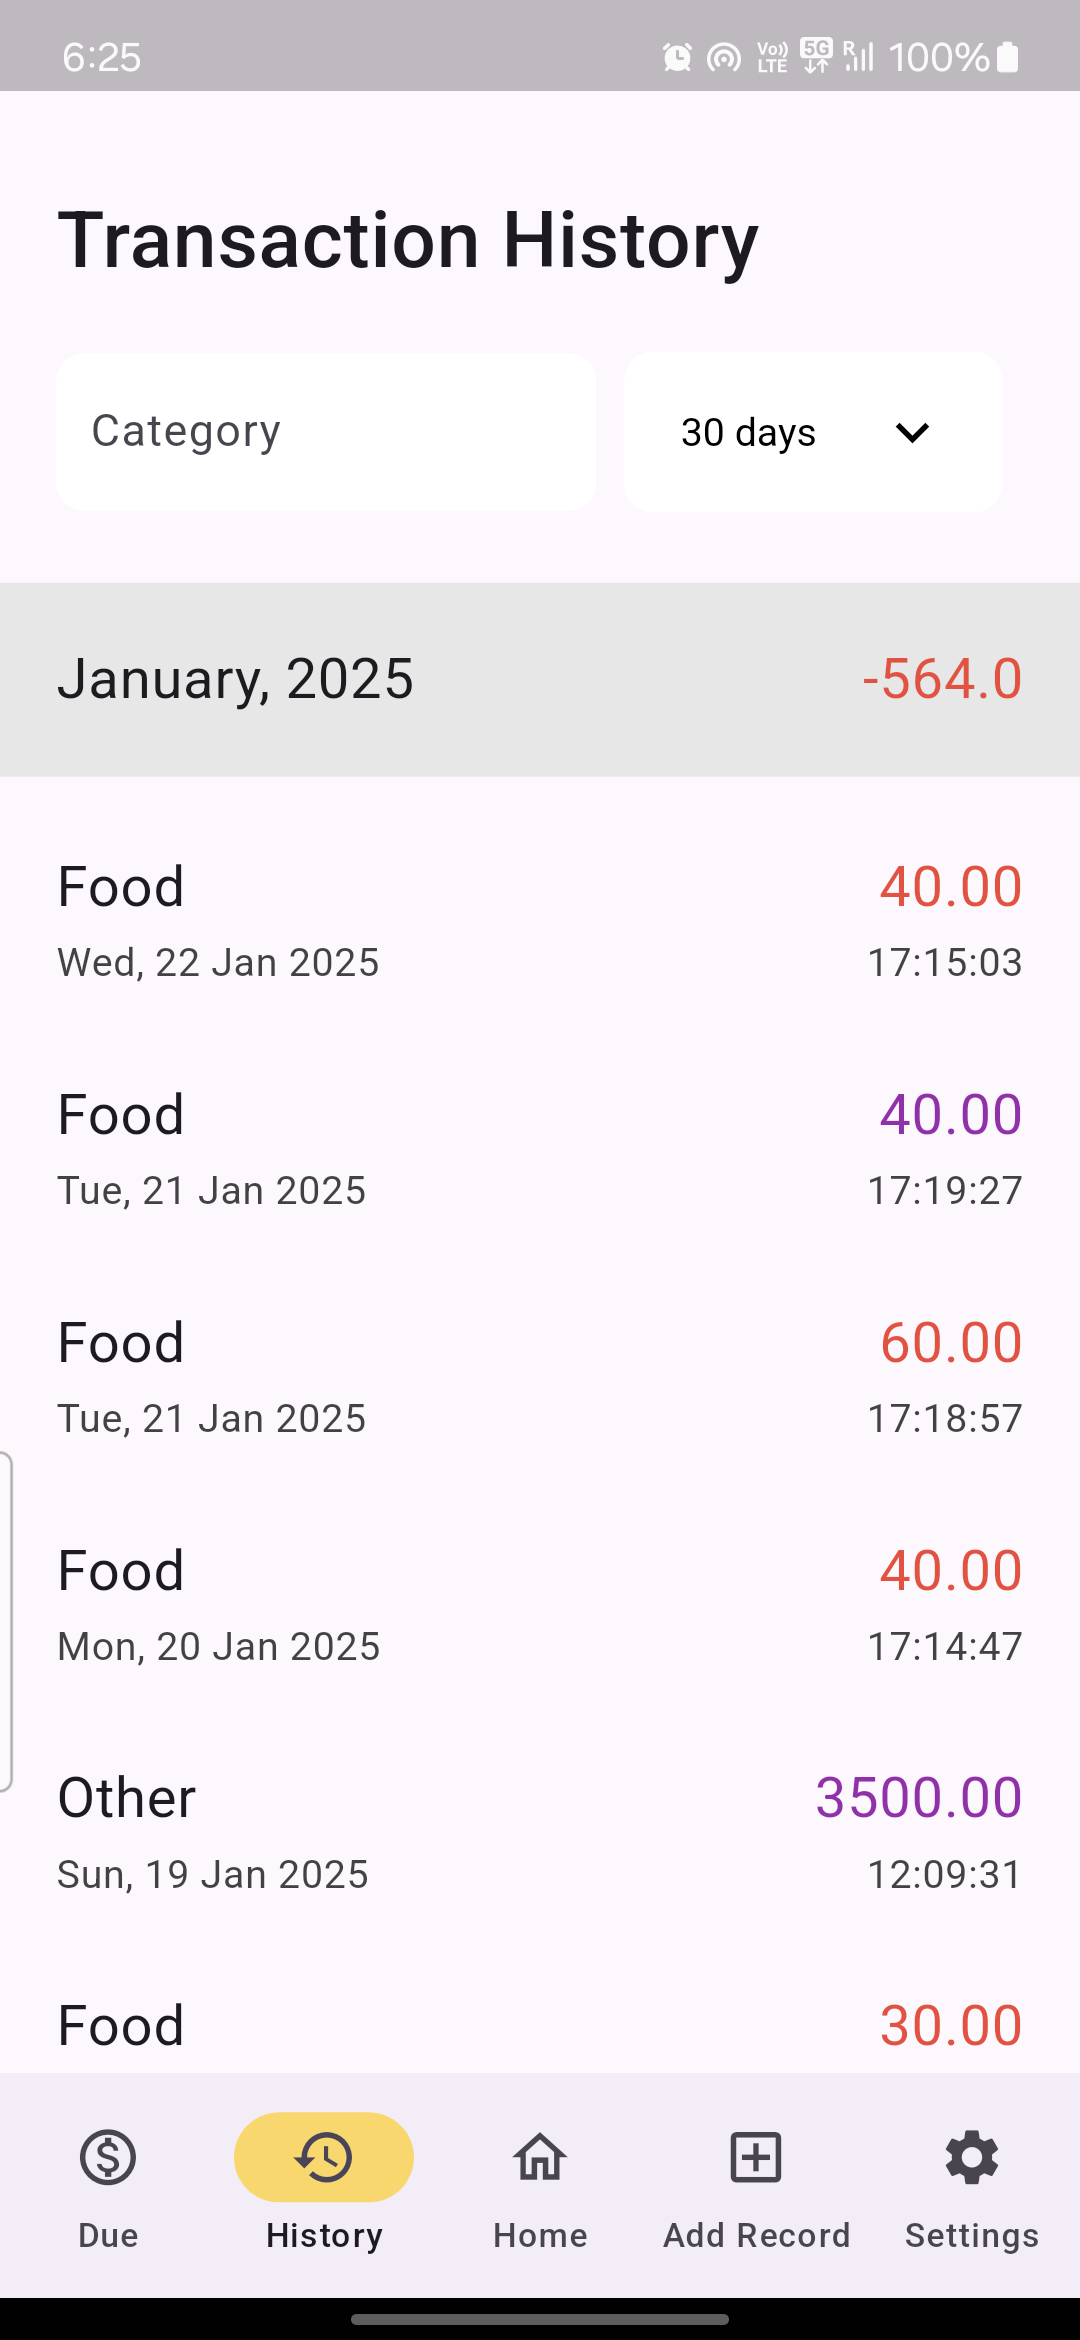 6:25 Vo)) LTE 5G R 100%
Transaction History
Category 30 days
January, 2025 -564.0
Food 40.00
Wed, 22 Jan 2025 17:15:03
Food 40.00
Tue, 21 Jan 2025 17:19:27
Food 60.00
Tue, 21 Jan 2025 17:18:57
Food 40.00
Mon, 20 Jan 2025 17:14:47
Other 3500.00
Sun, 19 Jan 2025 12:09:31
Food 30.00
Due History Home Add Record Settings